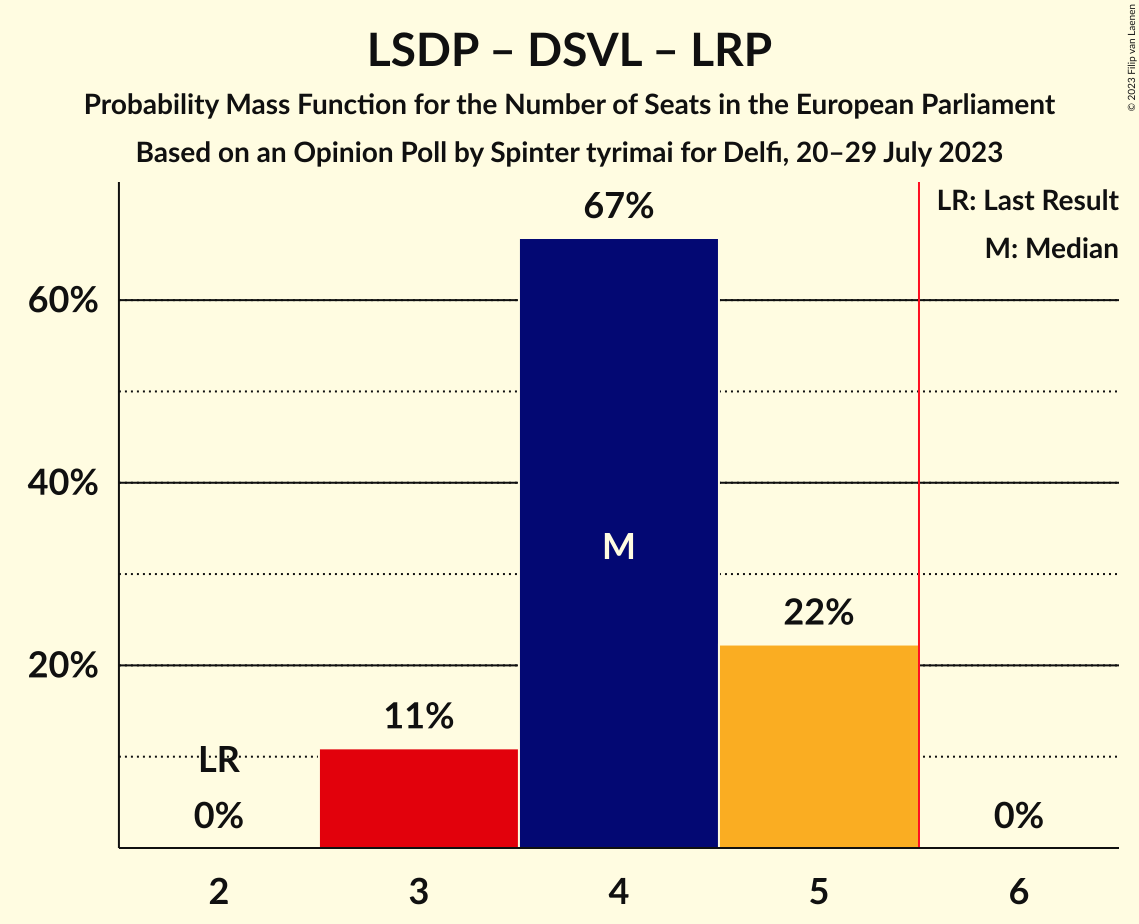 LSDP – DSVL – LRP
Probability Mass Function for the Number of Seats in the European Parliament
Based on an Opinion Poll by Spinter tyrimai for Delfi, 20–29 July 2023
© 2023 Filip van Laenen
LR: Last Result
M: Median
67%
60%
40%
M
22%
20%
11%
LR
0%
0%
2 3 4 5 6